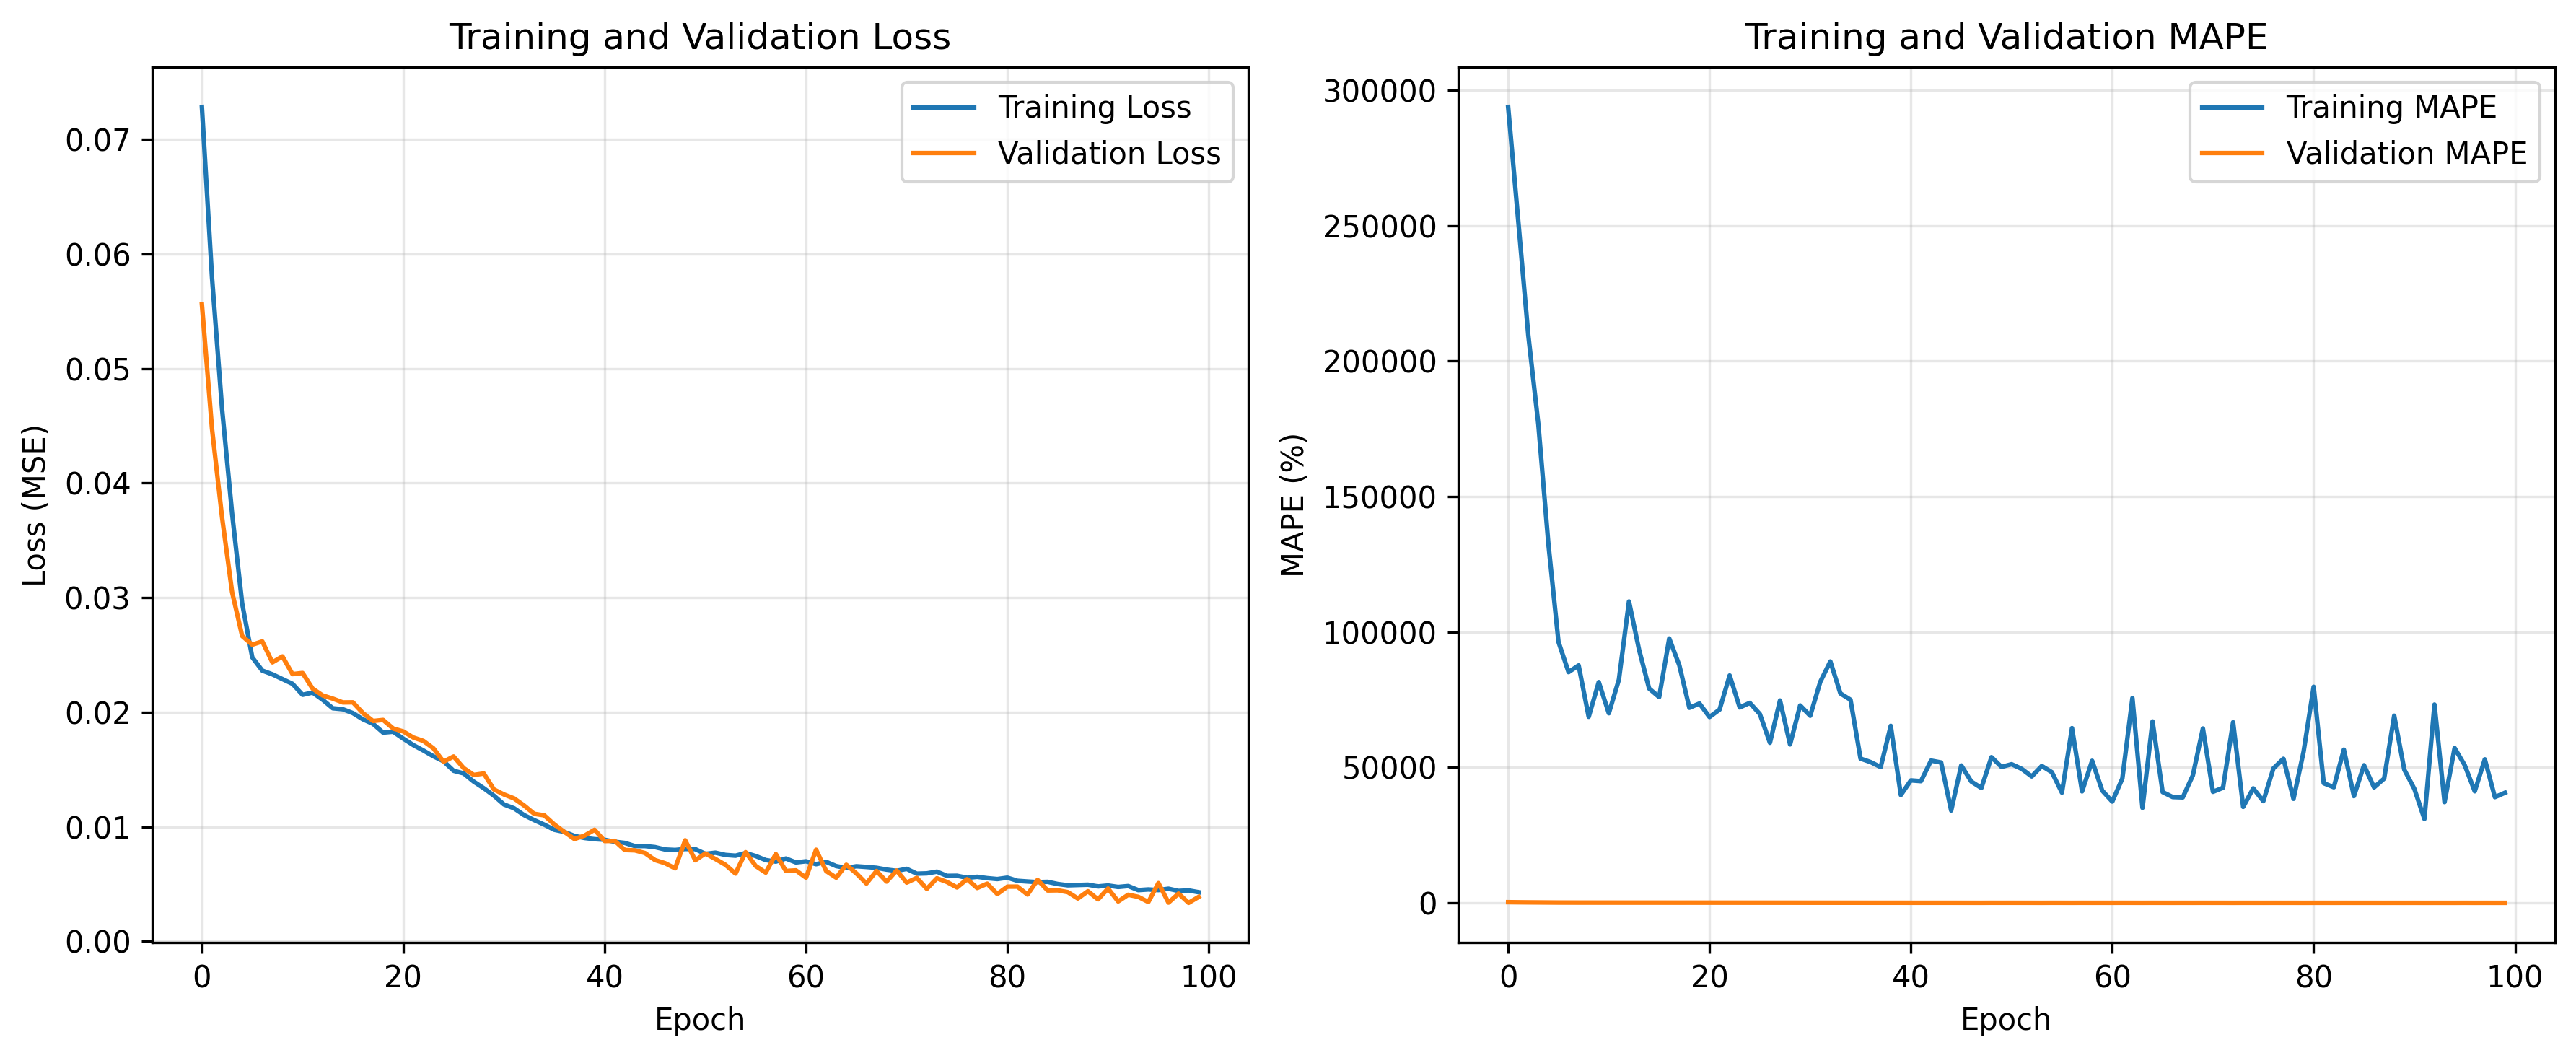 Training and Validation Loss
Training Loss
Validation Loss
Loss (MSE)
0.07
0.06
0.05
0.04
0.03
0.02
0.01
0.00
0 20 40 60 80 100
Epoch
Training and Validation MAPE
Training MAPE
Validation MAPE
MAPE (%)
300000
250000
200000
150000
100000
50000
0
0 20 40 60 80 100
Epoch